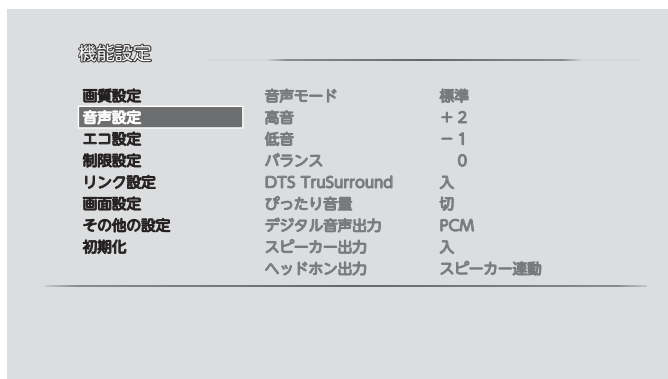 機能設定
画質設定 音声モード 標準
音声設定 高音 +2
エコ設定 低音 -1
制限設定 バランス 0
リンク設定 DTS TruSurround 入
画面設定 ぴったり音量 切
その他の設定 デジタル音声出力 PCM
初期化 スピーカー出力 入
ヘッドホン出力 スピーカー連動